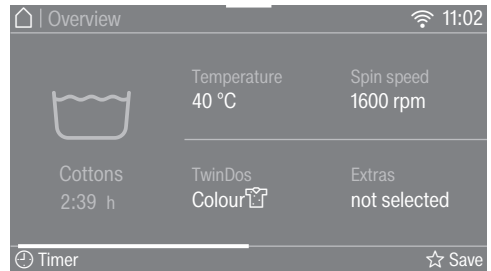 | Overview
11:02
Temperature
40 °C
Spin speed
1600 rpm
Cottons
2:39 h
TwinDos
Colour
Extras
not selected
Timer
Save